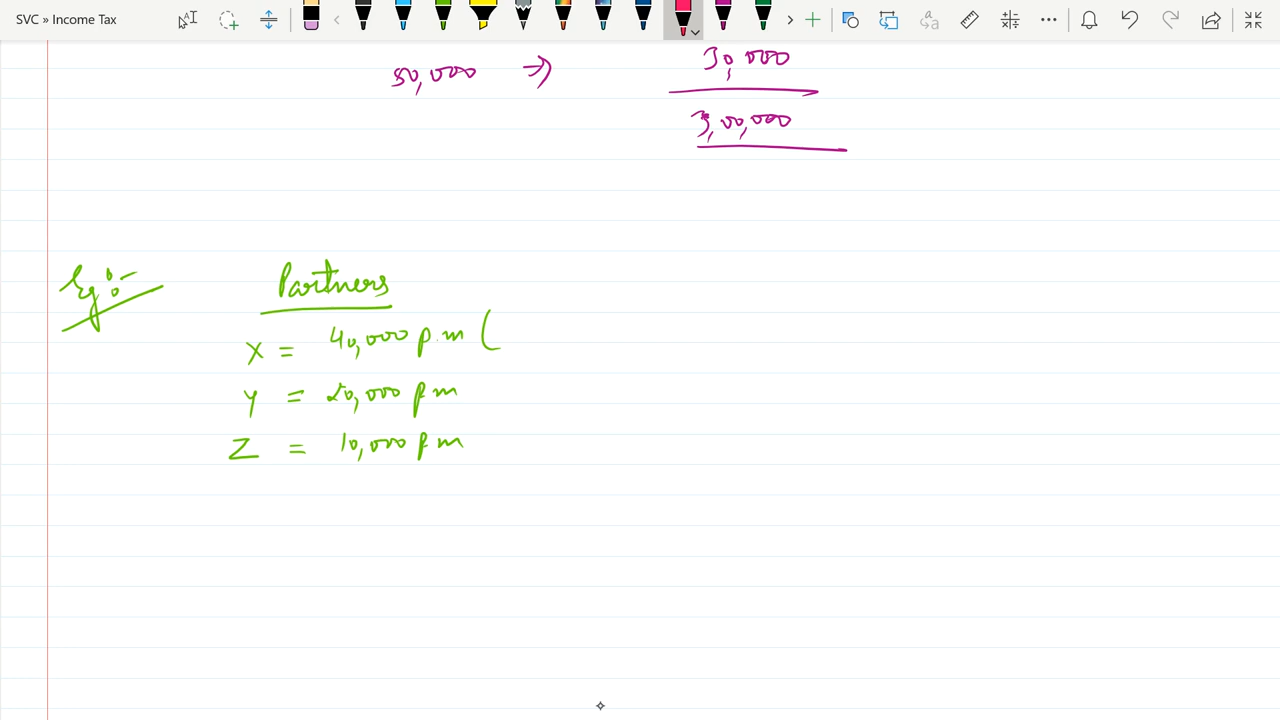 SVC » Income Tax
30,000
50,000 ⇒
3,00,000
Eg:-
Partners
X = 40,000 p.m (
Y = 20,000 p m
Z = 10,000 p m